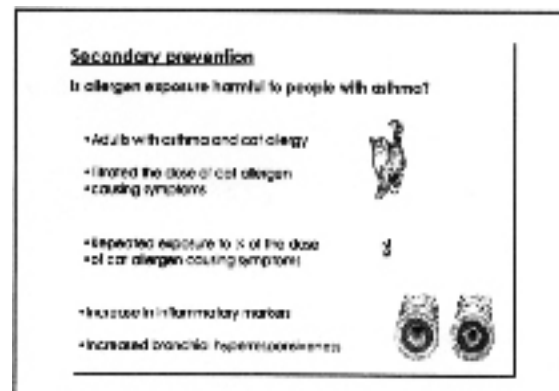 Secondary prevention
Is allergen exposure harmful to people with asthma?
•Adults with asthma and cat allergy
•Titrated the dose of cat allergen
•causing symptoms
•Repeated exposure to ¼ of the dose
•of cat allergen causing symptoms
•Increase in inflammatory markers
•Increased bronchial hyperresponsiveness